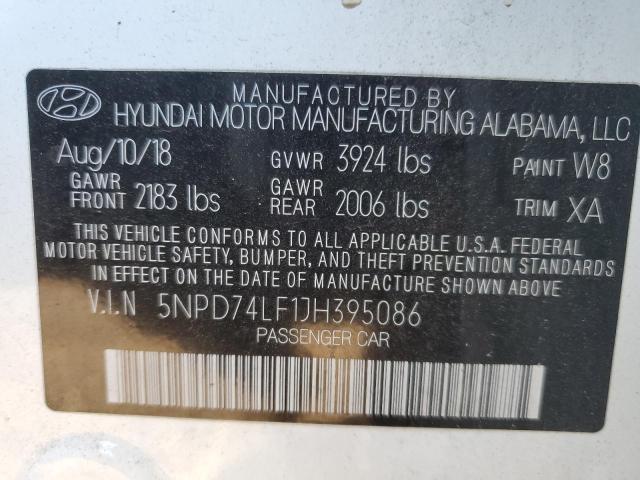 MANUFACTURED BY
HYUNDAI MOTOR MANUFACTURING ALABAMA, LLC
Aug/10/18 GVWR 3924 lbs PAINT W8
GAWR FRONT 2183 lbs GAWR REAR 2006 lbs TRIM XA
THIS VEHICLE CONFORMS TO ALL APPLICABLE U.S.A. FEDERAL
MOTOR VEHICLE SAFETY, BUMPER, AND THEFT PREVENTION STANDARDS
IN EFFECT ON THE DATE OF MANUFACTURE SHOWN ABOVE
V.I.N 5NPD74LF1JH395086
PASSENGER CAR